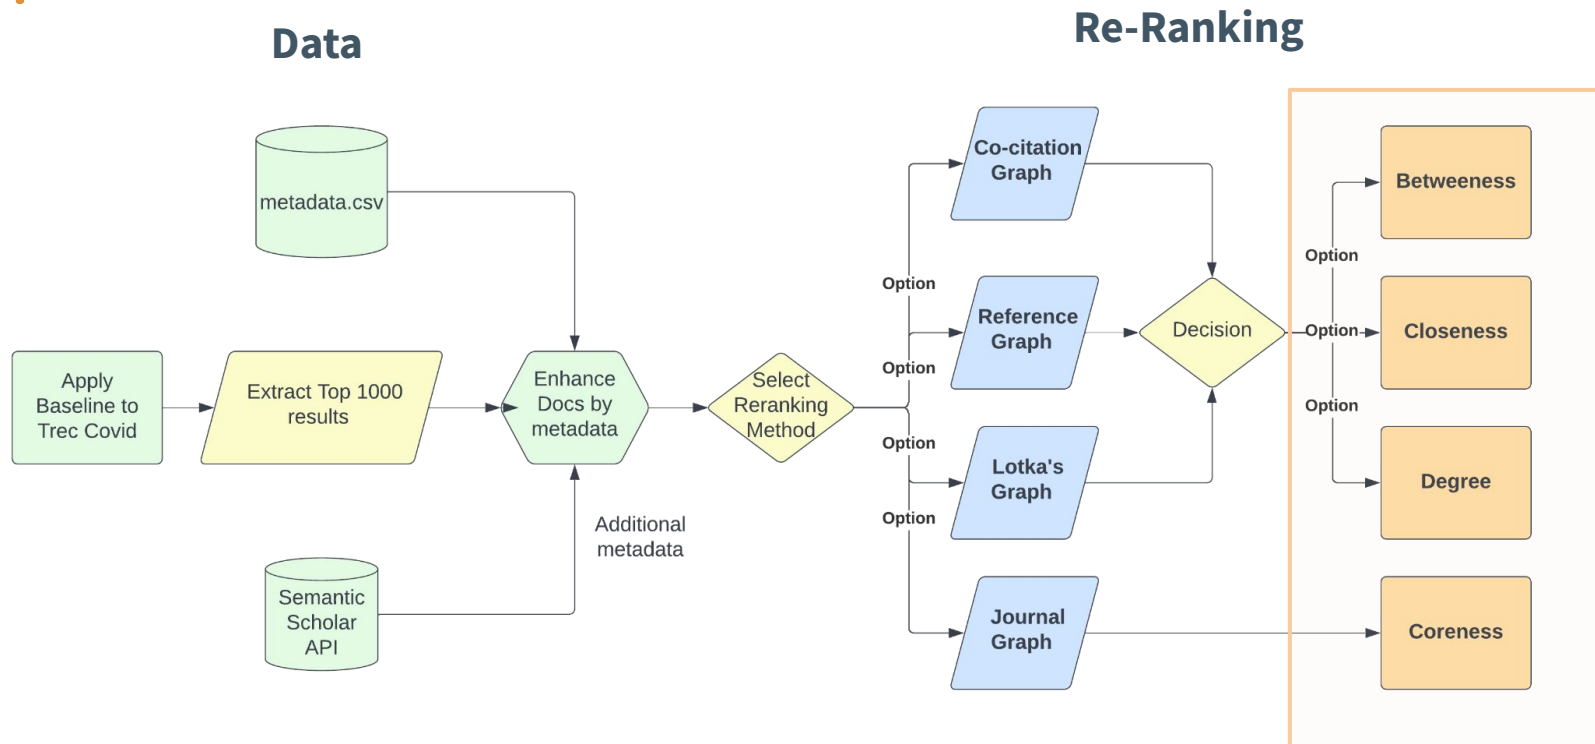 Data
Re-Ranking
metadata.csv
Apply
Baseline to
Trec Covid
Extract Top 1000
results
Enhance
Docs by
metadata
Semantic
Scholar
API
Additional
metadata
Select
Reranking
Method
Option
Option
Option
Option
Co-citation
Graph
Reference
Graph
Lotka's
Graph
Journal
Graph
Decision
Option
Option
Option
Betweeness
Closeness
Degree
Coreness